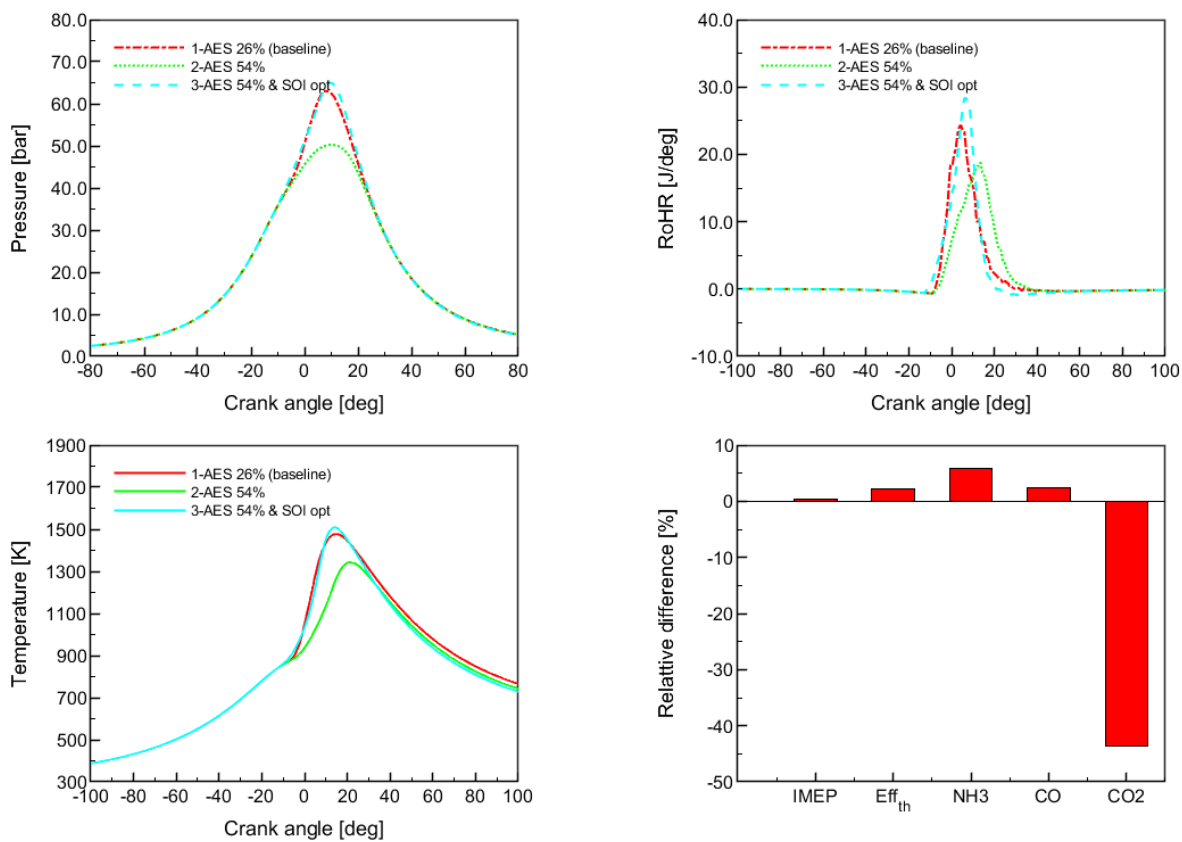 80.0
70.0
60.0
50.0
40.0
30.0
20.0
10.0
0.0
Pressure [bar]
1-AES 26% (baseline)
2-AES 54%
3-AES 54% & SOI opt
-80 -60 -40 -20 0 20 40 60 80
Crank angle [deg]
40.0
30.0
20.0
10.0
0.0
-10.0
RoHR [J/deg]
1-AES 26% (baseline)
2-AES 54%
3-AES 54% & SOI opt
-100 -80 -60 -40 -20 0 20 40 60 80 100
Crank angle [deg]
1900
1700
1500
1300
1100
900
700
500
300
Temperature [K]
1-AES 26% (baseline)
2-AES 54%
3-AES 54% & SOI opt
-100 -80 -60 -40 -20 0 20 40 60 80 100
Crank angle [deg]
10
0
-10
-20
-30
-40
-50
Relattive difference [%]
IMEP Eff_th NH3 CO CO2